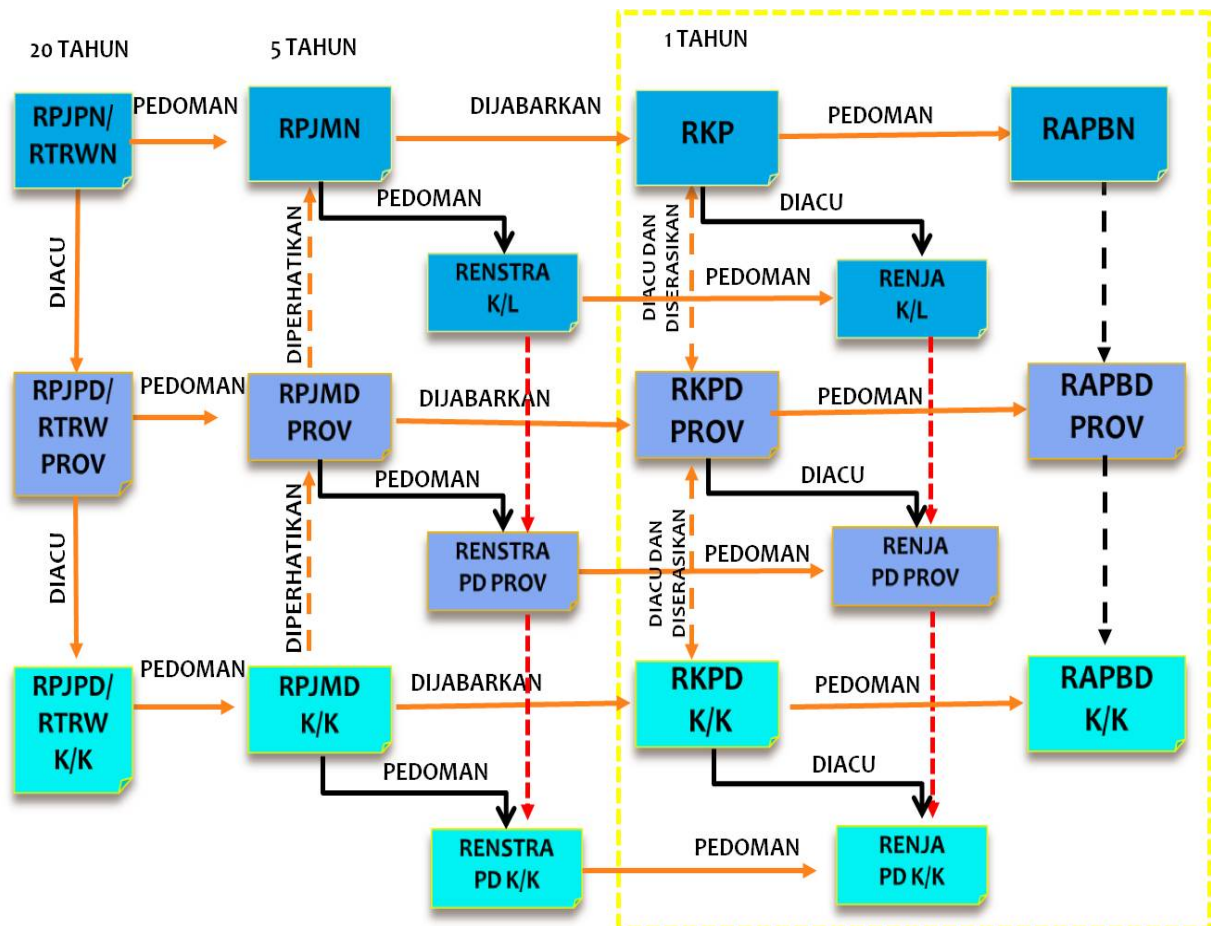 20 TAHUN
5 TAHUN
1 TAHUN
RPJPN/
RTRWN
PEDOMAN
RPJMN
DIJABARKAN
RKP
PEDOMAN
RAPBN
DIACU
DIPERHATIKAN
PEDOMAN
RENSTRA
K/L
PEDOMAN
DIACU DAN
DISERASIKAN
DIACU
RENJA
K/L
RPJPD/
RTRW
PROV
PEDOMAN
RPJMD
PROV
DIJABARKAN
RKPD
PROV
PEDOMAN
RAPBD
PROV
DIACU
DIPERHATIKAN
PEDOMAN
RENSTRA
PD PROV
PEDOMAN
DIACU DAN
DISERASIKAN
DIACU
RENJA
PD PROV
RPJPD/
RTRW
K/K
PEDOMAN
RPJMD
K/K
DIJABARKAN
RKPD
K/K
PEDOMAN
RAPBD
K/K
PEDOMAN
RENSTRA
PD K/K
PEDOMAN
DIACU
RENJA
PD K/K